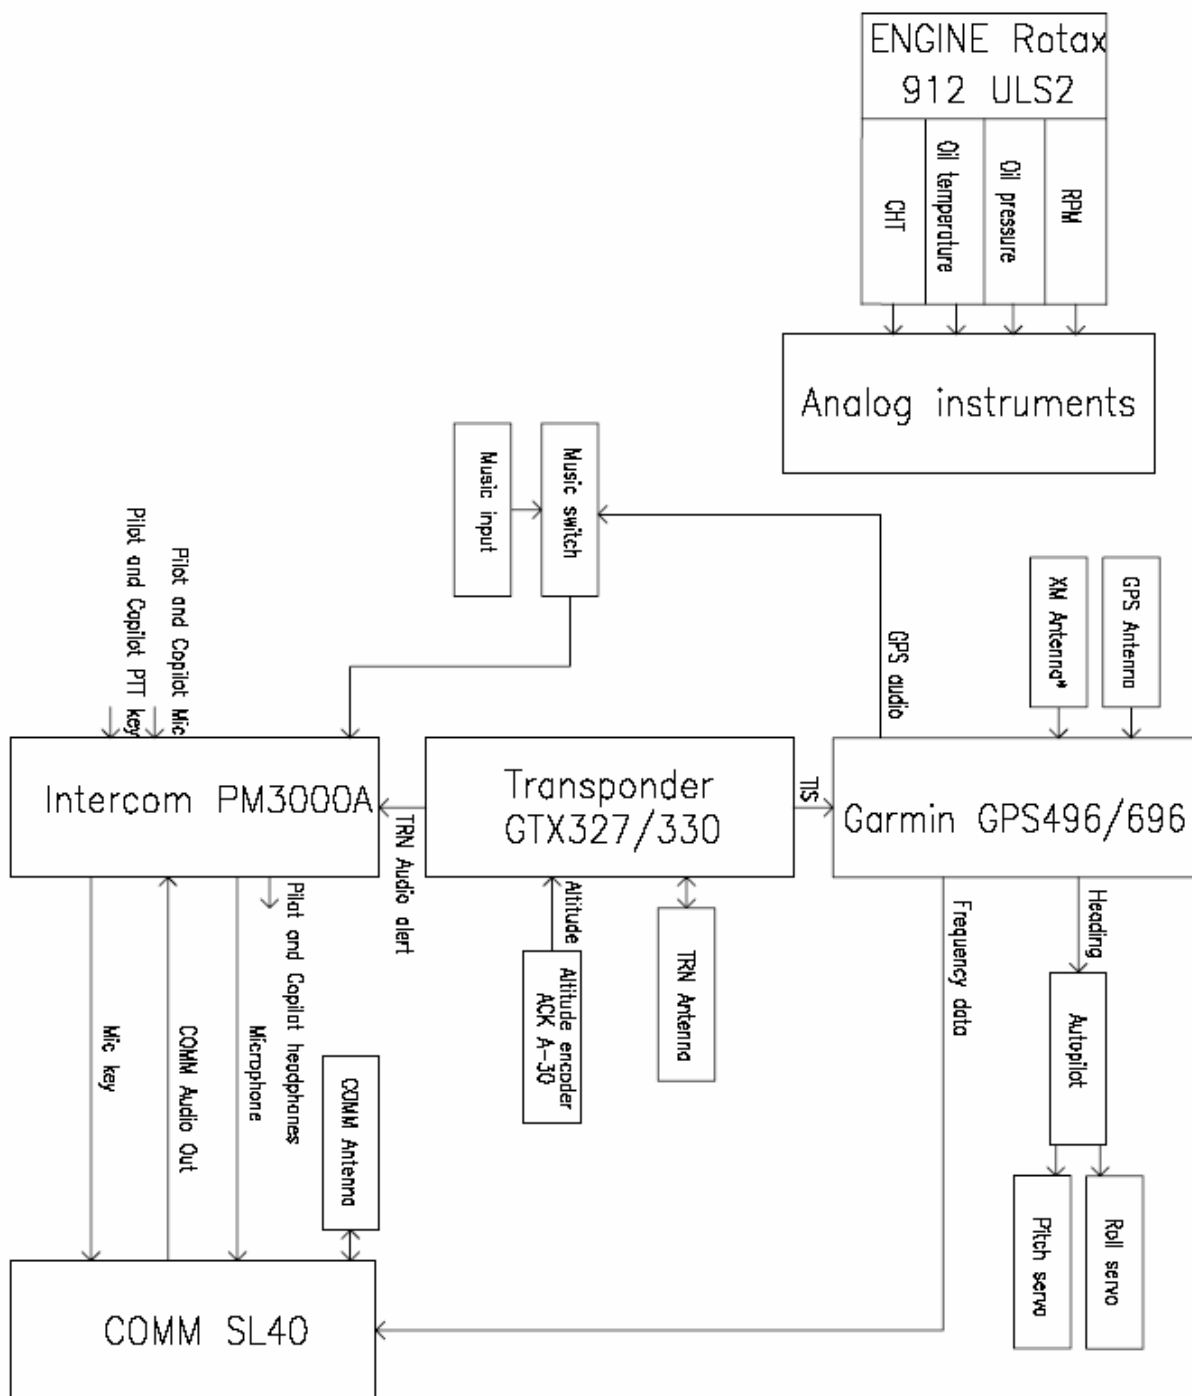 ENGINE Rotax
912 ULS2
CHT
Oil temperature
Oil pressure
RPM
Analog instruments
Music input
Music switch
Pilot and Copilot PTT key
Pilot and Copilot Mic
GPS audio
XM Antenna*
GPS Antenna
Intercom PM3000A
Transponder
GTX327/330
TIS
Garmin GPS496/696
TRN Audio alert
Pilot and Copilot headphones
Altitude
Altitude encoder
ACK A-30
TRN Antenna
Frequency data
Heading
Autopilot
Mic key
COMM Audio Out
Microphone
COMM Antenna
Pitch servo
Roll servo
COMM SL40